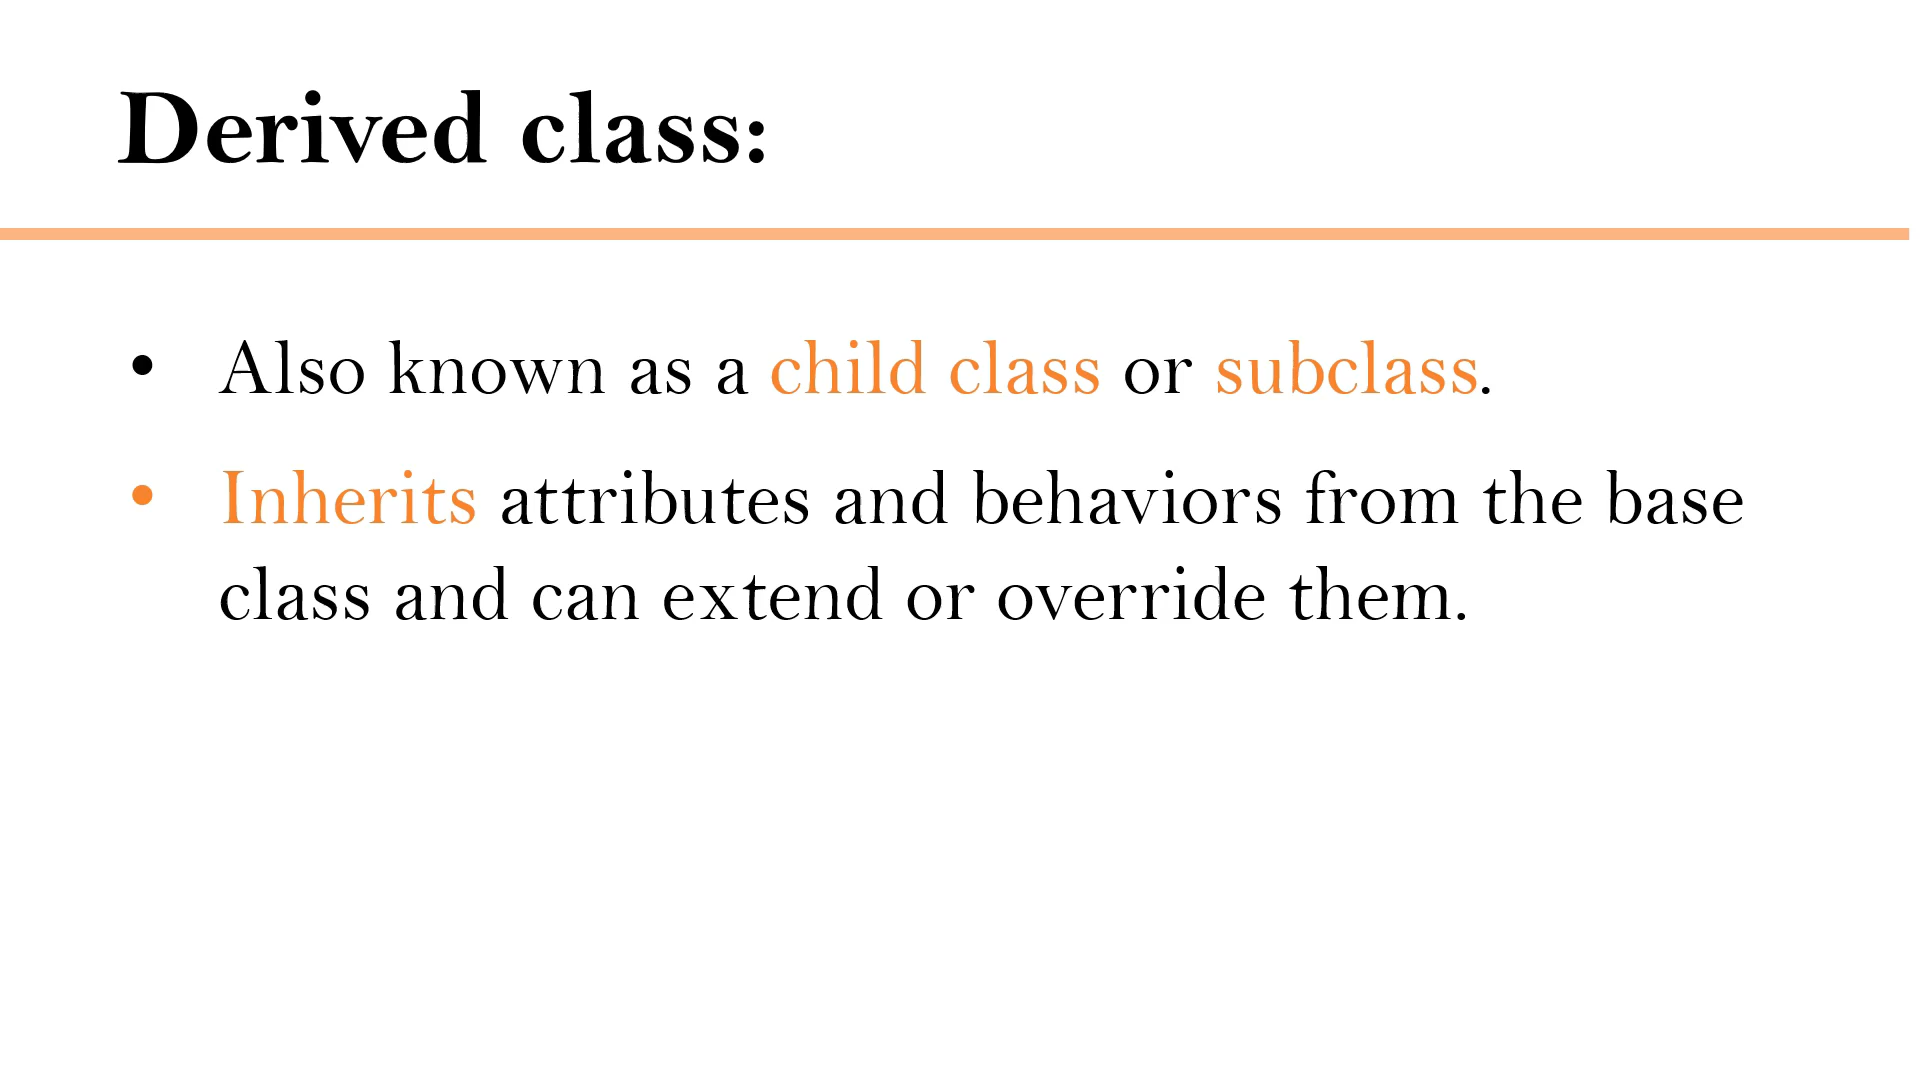 Derived class:
• Also known as a child class or subclass.
• Inherits attributes and behaviors from the base
class and can extend or override them.